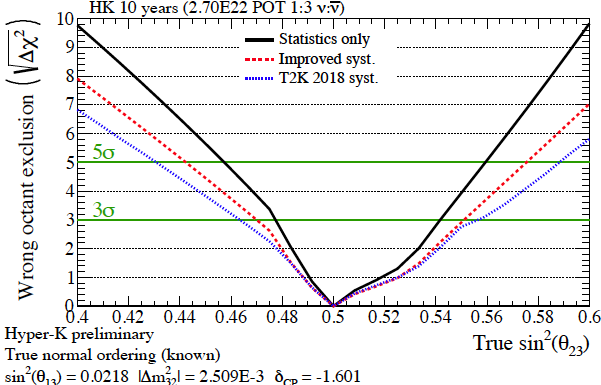 HK 10 years (2.70E22 POT 1:3 ν:ν̅)
Wrong octant exclusion (√Δχ²)
10
9
8
7
6
5
4
3
2
1
0
Statistics only
Improved syst.
T2K 2018 syst.
5σ
3σ
0.4 0.42 0.44 0.46 0.48 0.5 0.52 0.54 0.56 0.58 0.6
True sin²(θ₂₃)
Hyper-K preliminary
True normal ordering (known)
sin²(θ₁₃) = 0.0218 |Δm²₃₂| = 2.509E-3 δCP = -1.601